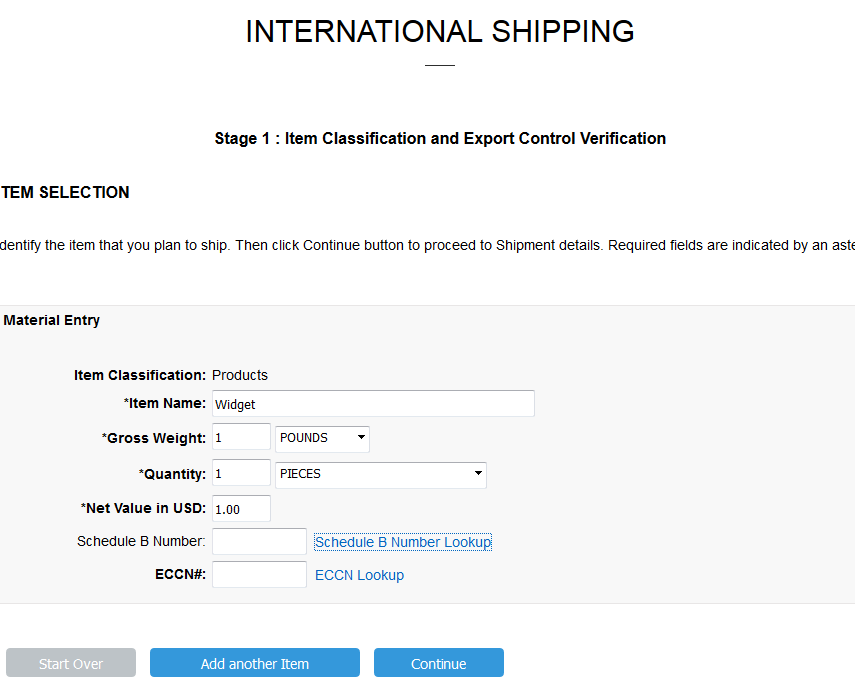 INTERNATIONAL SHIPPING
Stage 1 : Item Classification and Export Control Verification
TEM SELECTION
dentify the item that you plan to ship. Then click Continue button to proceed to Shipment details. Required fields are indicated by an aste
Material Entry
Item Classification: Products
*Item Name: Widget
*Gross Weight: 1 POUNDS
*Quantity: 1 PIECES
*Net Value in USD: 1.00
Schedule B Number: Schedule B Number Lookup
ECCN#: ECCN Lookup
Start Over Add another Item Continue